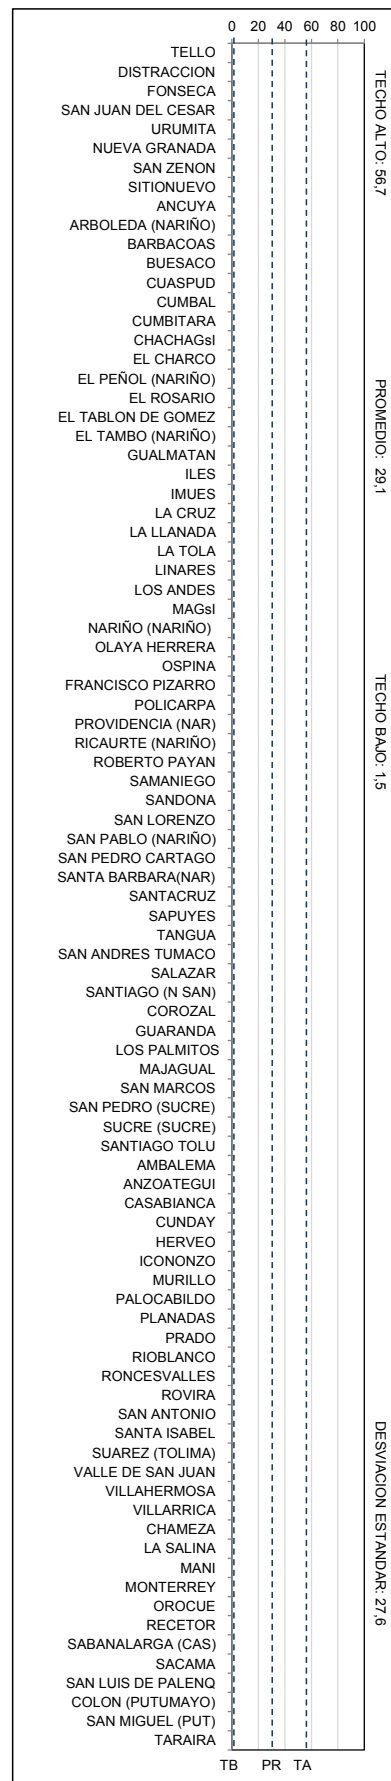 0 20 40 60 80 100
TELLO
DISTRACCION
FONSECA
SAN JUAN DEL CESAR
URUMITA
NUEVA GRANADA
SAN ZENON
SITIONUEVO
ANCUYA
ARBOLEDA (NARIÑO)
BARBACOAS
BUESACO
CUASPUD
CUMBAL
CUMBITARA
CHACHAGsI
EL CHARCO
EL PEÑOL (NARIÑO)
EL ROSARIO
EL TABLON DE GOMEZ
EL TAMBO (NARIÑO)
GUALMATAN
ILES
IMUES
LA CRUZ
LA LLANADA
LA TOLA
LINARES
LOS ANDES
MAGsI
NARIÑO (NARIÑO)
OLAYA HERRERA
OSPINA
FRANCISCO PIZARRO
POLICARPA
PROVIDENCIA (NAR)
RICAURTE (NARIÑO)
ROBERTO PAYAN
SAMANIEGO
SANDONA
SAN LORENZO
SAN PABLO (NARIÑO)
SAN PEDRO CARTAGO
SANTA BARBARA(NAR)
SANTACRUZ
SAPUYES
TANGUA
SAN ANDRES TUMACO
SALAZAR
SANTIAGO (N SAN)
COROZAL
GUARANDA
LOS PALMITOS
MAJAGUAL
SAN MARCOS
SAN PEDRO (SUCRE)
SUCRE (SUCRE)
SANTIAGO TOLU
AMBALEMA
ANZOATEGUI
CASABIANCA
CUNDAY
HERVEO
ICONONZO
MURILLO
PALOCABILDO
PLANADAS
PRADO
RIOBLANCO
RONCESVALLES
ROVIRA
SAN ANTONIO
SANTA ISABEL
SUAREZ (TOLIMA)
VALLE DE SAN JUAN
VILLAHERMOSA
VILLARRICA
CHAMEZA
LA SALINA
MANI
MONTERREY
OROCUE
RECETOR
SABANALARGA (CAS)
SACAMA
SAN LUIS DE PALENQ
COLON (PUTUMAYO)
SAN MIGUEL (PUT)
TARAIRA
TB PR TA
TECHO ALTO: 56,7
PROMEDIO: 29,1
TECHO BAJO: 1,5
DESVIACION ESTANDAR: 27,6